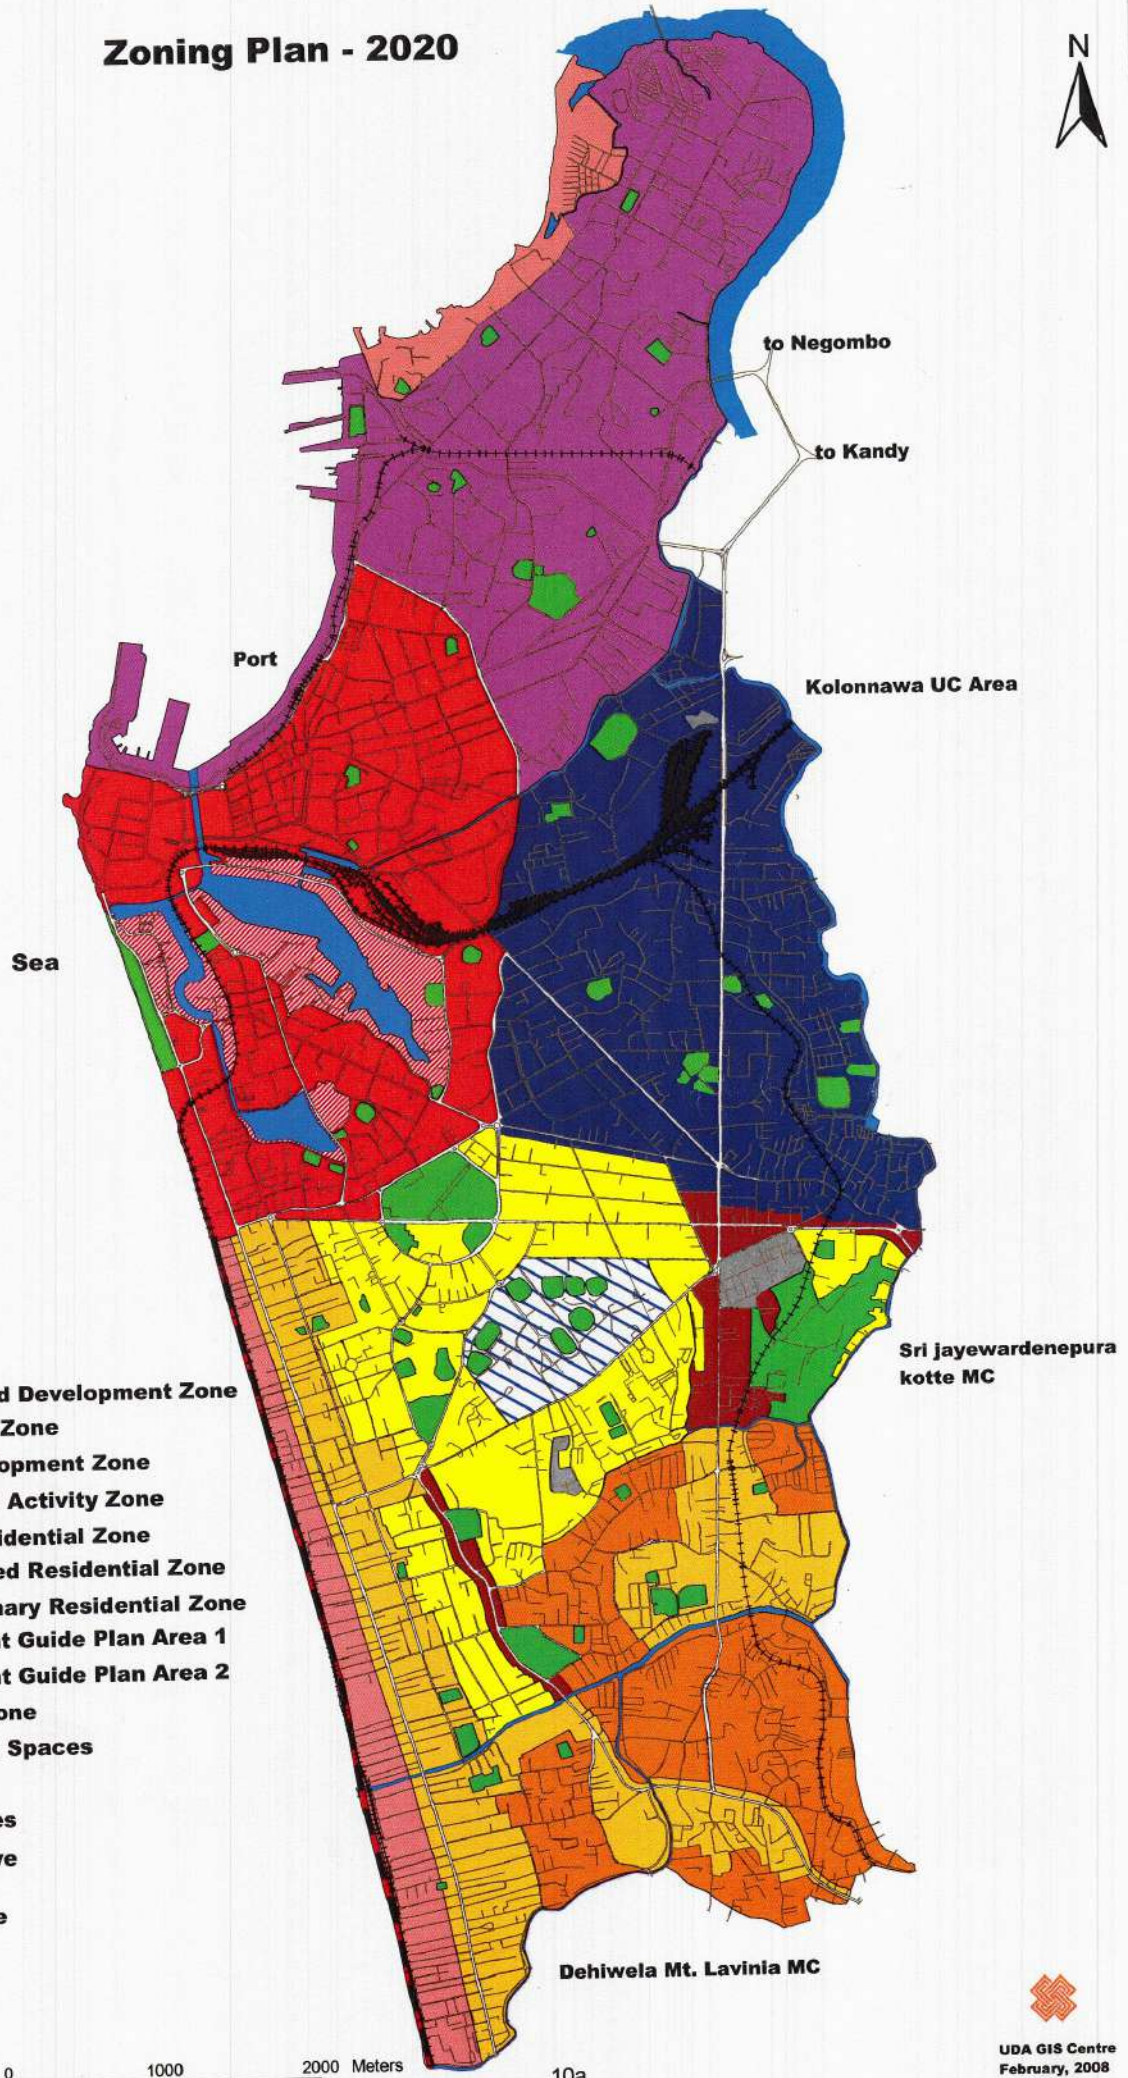 Zoning Plan - 2020
N
to Negombo
to Kandy
Port
Kolonnawa UC Area
Sea
Sri jayewardenepura
kotte MC
d Development Zone
Zone
opment Zone
Activity Zone
idential Zone
ed Residential Zone
nary Residential Zone
t Guide Plan Area 1
t Guide Plan Area 2
one
Spaces
es
ve
e
Dehiwela Mt. Lavinia MC
0 1000 2000 Meters
10a
UDA GIS Centre
February, 2008